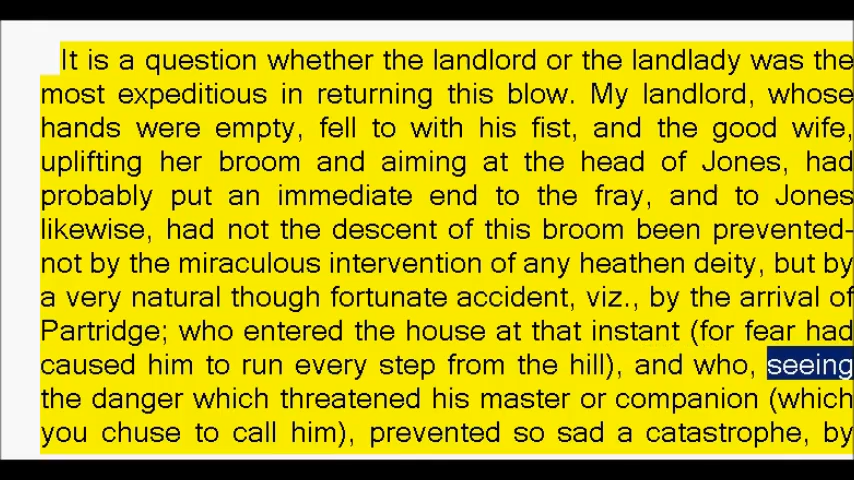 It is a question whether the landlord or the landlady was the
most expeditious in returning this blow. My landlord, whose
hands were empty, fell to with his fist, and the good wife,
uplifting her broom and aiming at the head of Jones, had
probably put an immediate end to the fray, and to Jones
likewise, had not the descent of this broom been prevented-
not by the miraculous intervention of any heathen deity, but by
a very natural though fortunate accident, viz., by the arrival of
Partridge; who entered the house at that instant (for fear had
caused him to run every step from the hill), and who, seeing
the danger which threatened his master or companion (which
you chuse to call him), prevented so sad a catastrophe, by